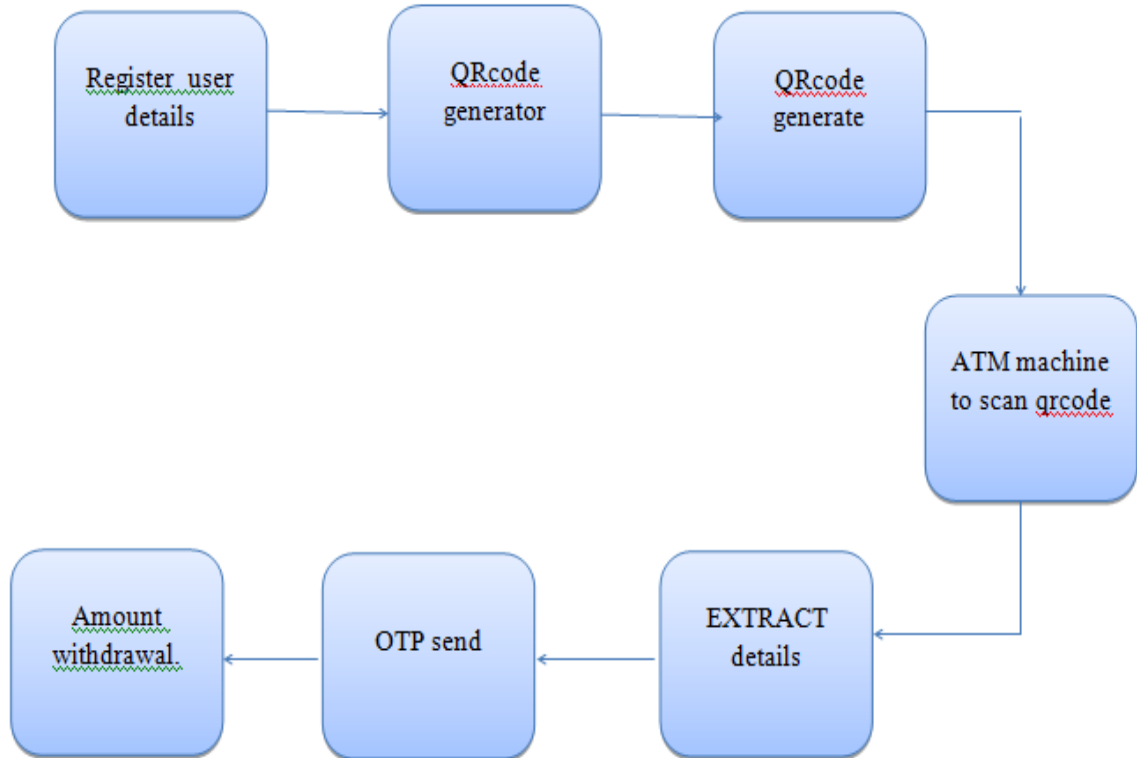 Register user
details
QRcode
generator
QRcode
generate
ATM machine
to scan qrcode
EXTRACT
details
OTP send
Amount
withdrawal.